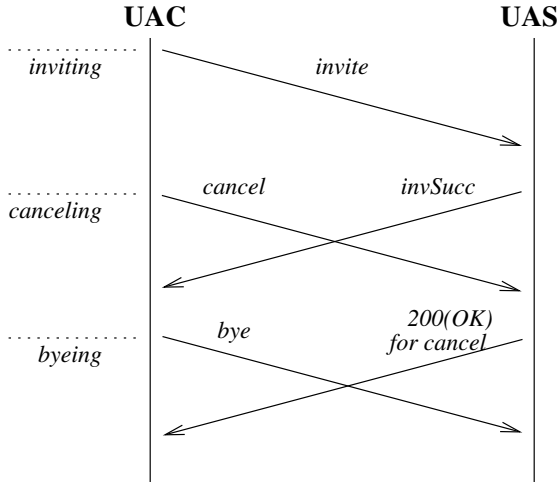 UAC UAS
inviting invite
cancel invSucc
canceling
200(OK)
bye for cancel
byeing